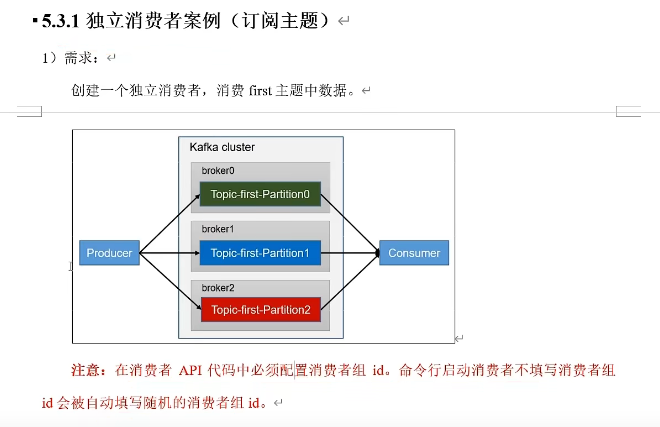 5.3.1 独立消费者案例（订阅主题）
1）需求：
创建一个独立消费者，消费 first 主题中数据。
Kafka cluster
broker0
Topic-first-Partition0
broker1
Producer
Topic-first-Partition1
Consumer
broker2
Topic-first-Partition2
注意：在消费者 API 代码中必须配置消费者组 id。命令行启动消费者不填写消费者组
id 会被自动填写随机的消费者组 id。